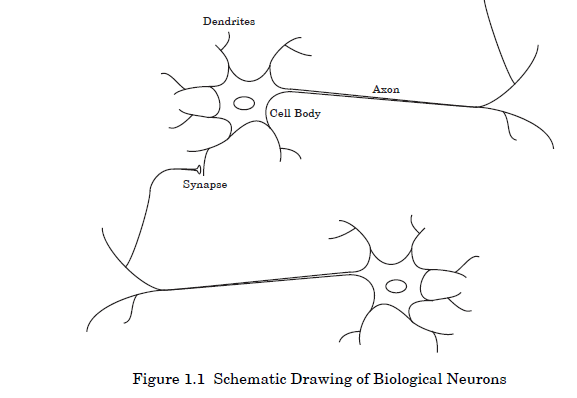 Dendrites
Axon
Cell Body
Synapse
Figure 1.1 Schematic Drawing of Biological Neurons